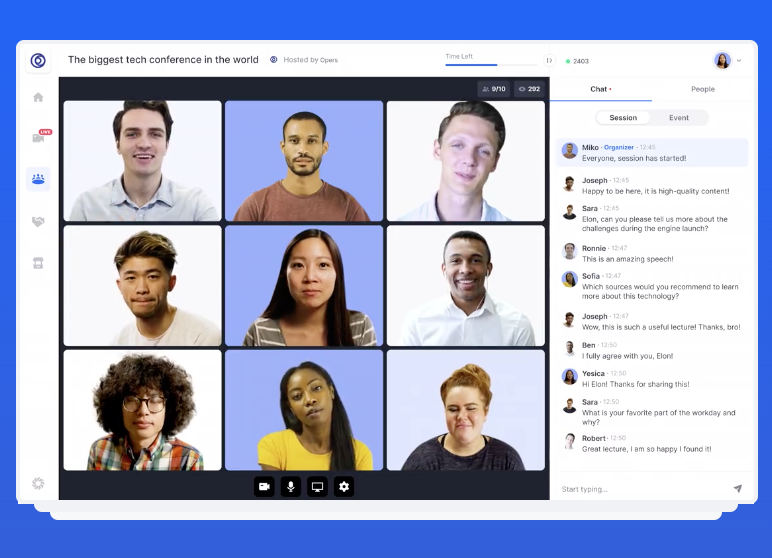 The biggest tech conference in the world
Hosted by Opers
Time Left
2403
LIVE
9/10
292
Chat •
People
Session
Event
Miko • Organizer • 12:45
Everyone, session has started!
Joseph • 12:45
Happy to be here, it is high-quality content!
Sara • 12:45
Elon, can you please tell us more about the
challenges during the engine launch?
Ronnie • 12:47
This is an amazing speech!
Sofia • 12:47
Which sources would you recommend to learn
more about this technology?
Joseph • 12:47
Wow, this is such a useful lecture! Thanks, bro!
Ben • 12:50
I fully agree with you, Elon!
Yesica • 12:50
Hi Elon! Thanks for sharing this!
Sara • 12:50
What is your favorite part of the workday and
why?
Robert • 12:50
Great lecture, I am so happy I found it!
Start typing...